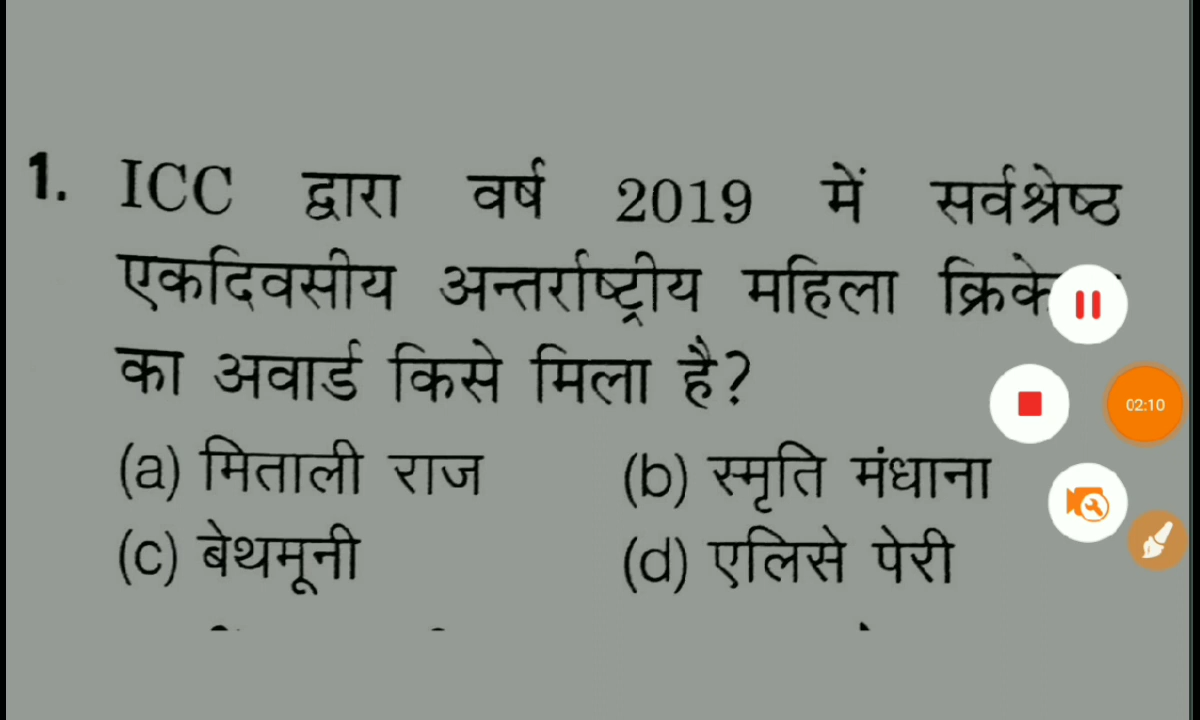 1. ICC द्वारा वर्ष 2019 में सर्वश्रेष्ठ
एकदिवसीय अन्तर्राष्ट्रीय महिला
का अवार्ड किसे मिला है?
(a) मिताली राज (b) स्मृति मंधाना
(c) बेथमूनी (d) एलिसे पेरी
02:10